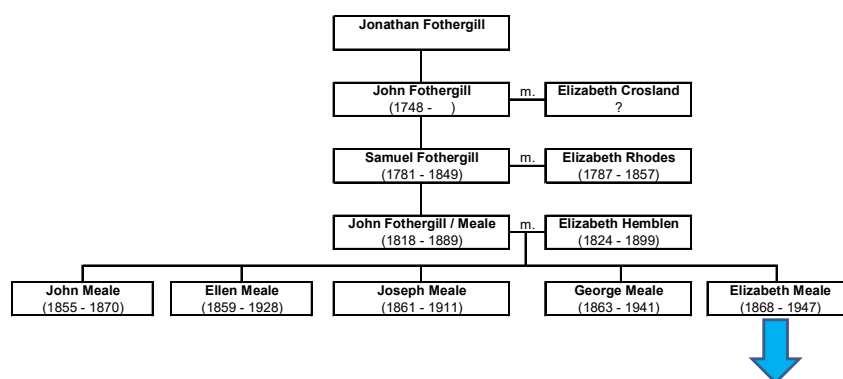 Jonathan Fothergill
John Fothergill
(1748 -     )
m.
Elizabeth Crosland
?
Samuel Fothergill
(1781 - 1849)
m.
Elizabeth Rhodes
(1787 - 1857)
John Fothergill / Meale
(1818 - 1889)
m.
Elizabeth Hemblen
(1824 - 1899)
John Meale
(1855 - 1870)
Ellen Meale
(1859 - 1928)
Joseph Meale
(1861 - 1911)
George Meale
(1863 - 1941)
Elizabeth Meale
(1868 - 1947)